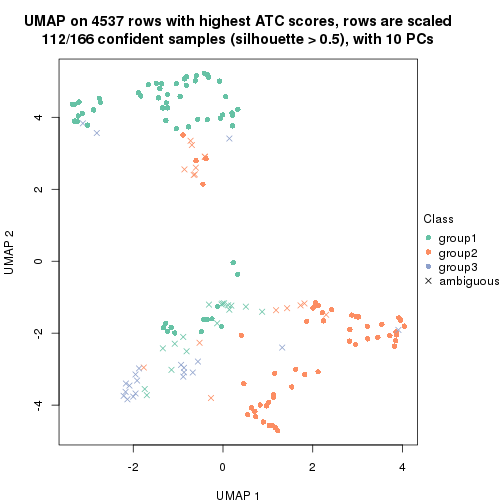 UMAP on 4537 rows with highest ATC scores, rows are scaled
112/166 confident samples (silhouette > 0.5), with 10 PCs
4
2
0
-2
-4
UMAP 2
-2
0
2
4
UMAP 1
Class
group1
group2
group3
ambiguous